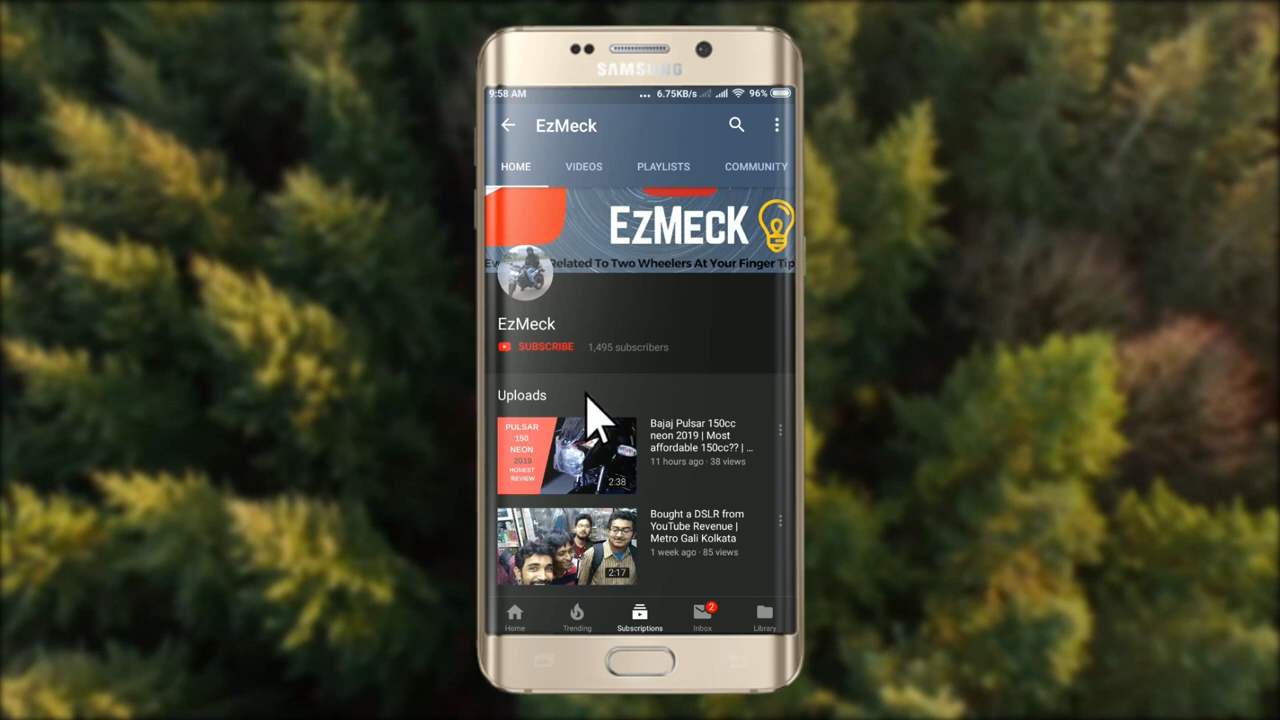 SAMSUNG
9:58 AM ... 6.75KB/s 96%
EzMeck
HOME VIDEOS PLAYLISTS COMMUNITY
EzMecK
Related To Two Wheelers At Your Finger Tip
EzMeck
SUBSCRIBE 1,495 subscribers
Uploads
PULSAR
150
NEON
2019
HONEST
REVIEW
2:38
Bajaj Pulsar 150cc
neon 2019 | Most
affordable 150cc?? | ...
11 hours ago · 38 views
2:17
Bought a DSLR from
YouTube Revenue |
Metro Gali Kolkata
1 week ago · 85 views
2
Home Trending Subscriptions Inbox Library